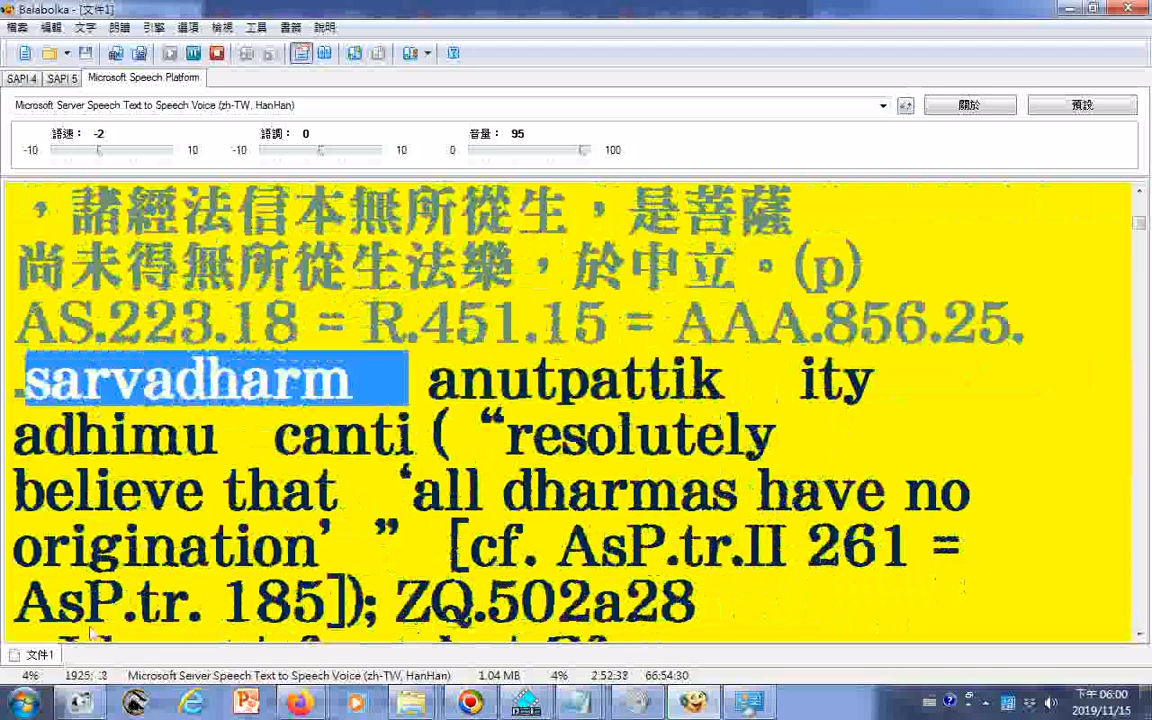 Balabolka - [文件1]
檔案 編輯 文字 朗讀 引擎 選項 檢視 工具 書籤 說明
SAPI 4 SAPI 5 Microsoft Speech Platform
Microsoft Server Speech Text to Speech Voice (zh-TW, HanHan) 關於 預設
語速： -2 語調： 0 音量： 95
-10 10 -10 10 0 100
，諸經法信本無所從生，是菩薩
尚未得無所從生法樂，於中立。(p)
AS.223.18 = R.451.15 = AAA.856.25.
sarvadharm anutpattik ity
adhimu canti (“resolutely
believe that ‘all dharmas have no
origination’” [cf. AsP.tr.II 261 =
AsP.tr. 185]); ZQ.502a28
文件1
4% 1925: 18 Microsoft Server Speech Text to Speech Voice (zh-TW, HanHan) 1.04 MB 4% 2:52:38 66:54:30
下午 06:00
2019/11/15